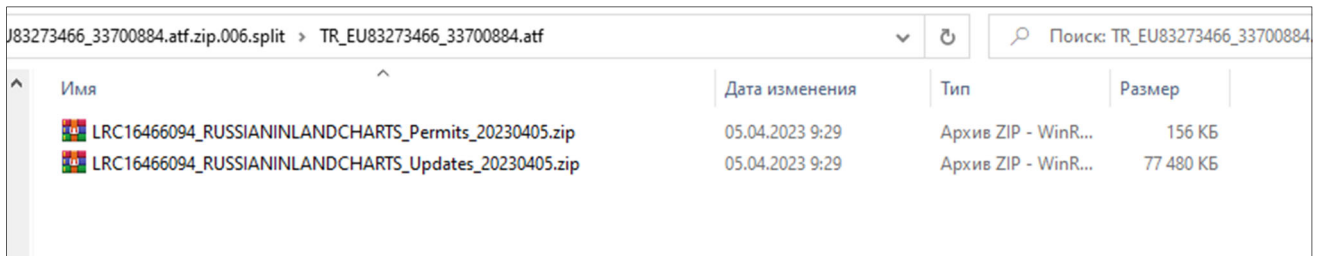 J83273466_33700884.atf.zip.006.split › TR_EU83273466_33700884.atf Поиск: TR_EU83273466_33700884.
Имя Дата изменения Тип Размер
LRC16466094_RUSSIANINLANDCHARTS_Permits_20230405.zip 05.04.2023 9:29 Архив ZIP - WinR... 156 КБ
LRC16466094_RUSSIANINLANDCHARTS_Updates_20230405.zip 05.04.2023 9:29 Архив ZIP - WinR... 77 480 КБ